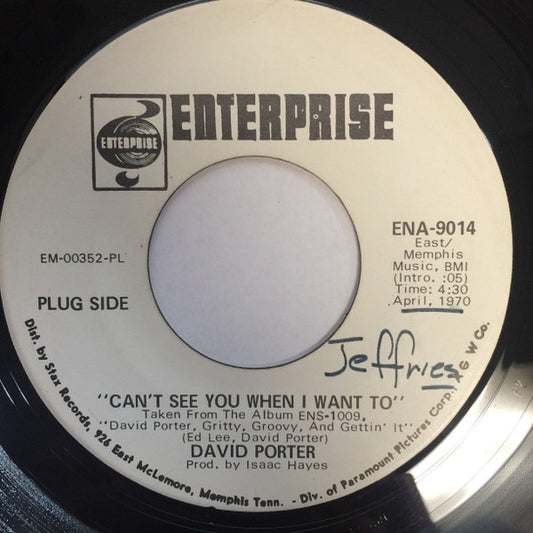 ENTERPRISE
ENTERPRISE
ENA-9014
East/
Memphis
Music, BMI
(Intro. :05)
Time: 4:30
April, 1970
EM-00352-PL
PLUG SIDE
Jeffries
"CAN'T SEE YOU WHEN I WANT TO"
Taken From The Album ENS-1009,
"David Porter, Gritty, Groovy, And Gettin' It"
(Ed Lee, David Porter)
DAVID PORTER
Prod. by Isaac Hayes
Dist. by Stax Records, 926 East McLemore, Memphis Tenn. - Div. of Paramount Pictures Corp. A G W Co.